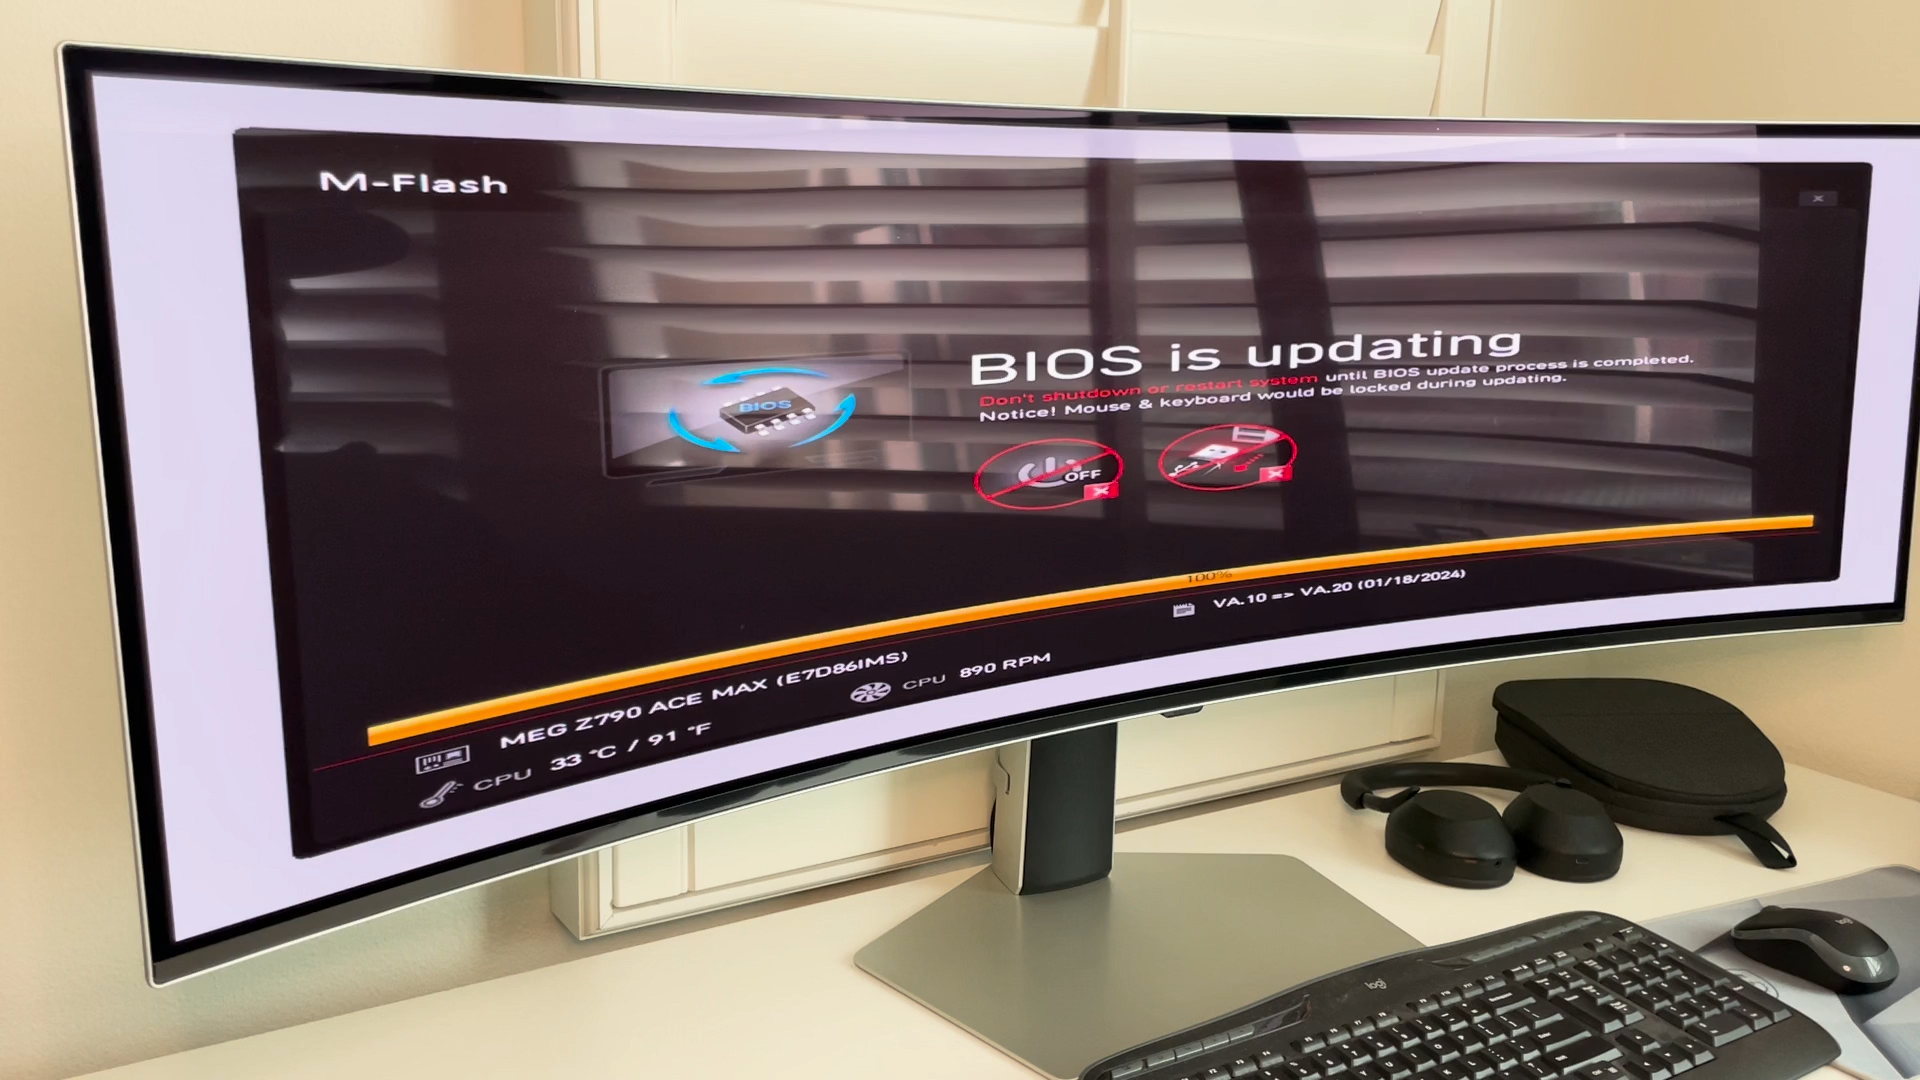 M-Flash
BIOS
BIOS is updating
Don't shutdown or restart system until BIOS update process is completed.
Notice! Mouse & keyboard would be locked during updating.
OFF
100%
MEG Z790 ACE MAX (E7D86IMS)
VA.10 => VA.20 (01/18/2024)
CPU 33 °C / 91 °F
CPU 890 RPM
logi
logi